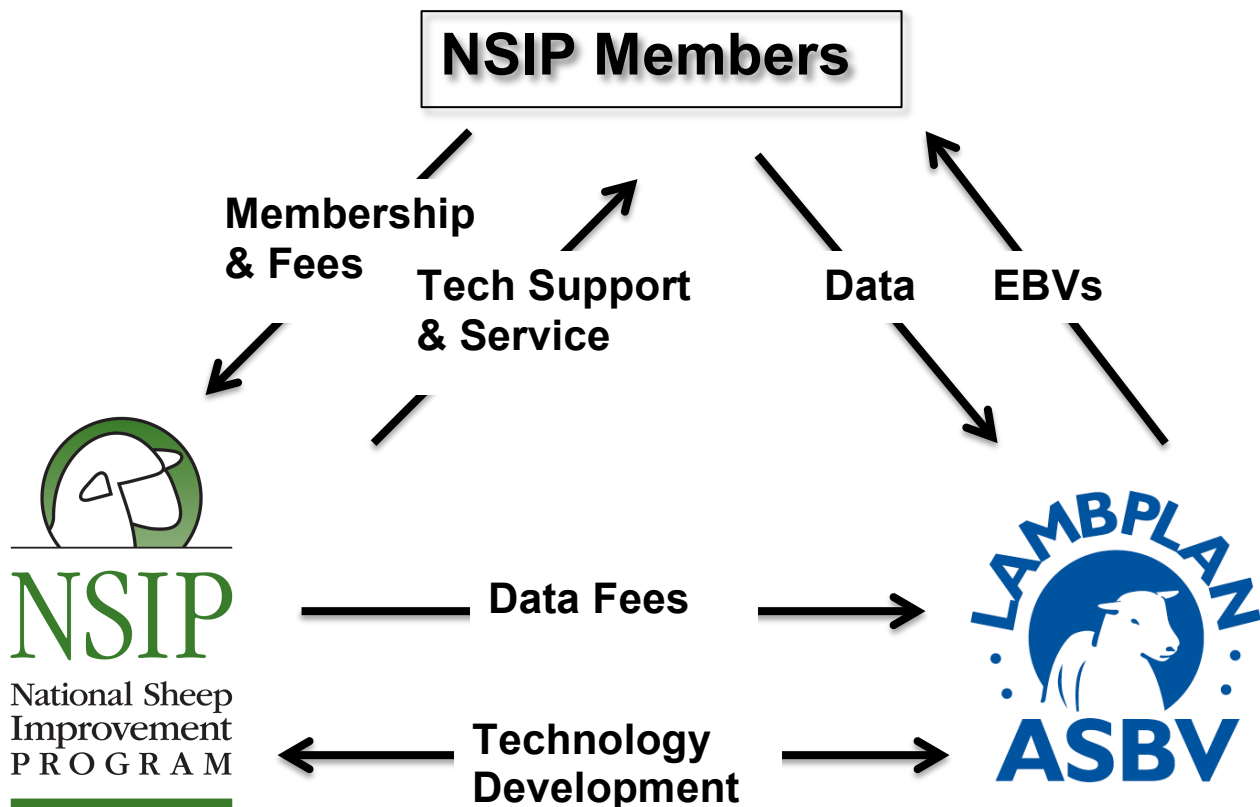 NSIP Members
Membership
& Fees
Tech Support
& Service
Data
EBVs
NSIP
National Sheep
Improvement
PROGRAM
Data Fees
Technology
Development
LAMBPLAN
ASBV